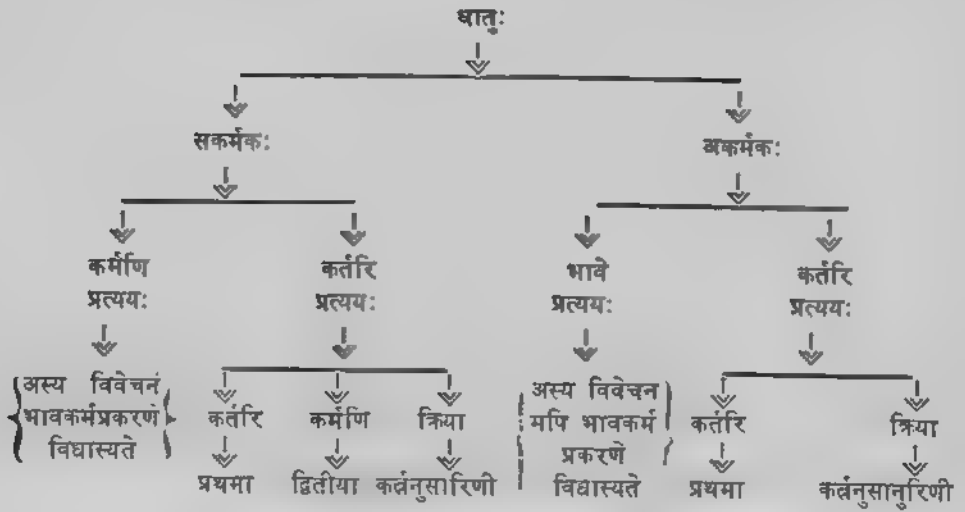 धातुः
सकर्मकः अकर्मकः
कर्मणि कर्तरि भावे कर्तरि
प्रत्ययः प्रत्ययः प्रत्ययः प्रत्ययः
अस्य विवेचनं कर्तरि कर्मणि क्रिया अस्य विवेचन कर्तरि क्रिया
भावकर्मप्रकरणे मपि भावकर्म
विधास्यते प्रकरणे
प्रथमा द्वितीया कर्त्रनुसारिणी विधास्यते प्रथमा कर्त्रनुसानुरिणी